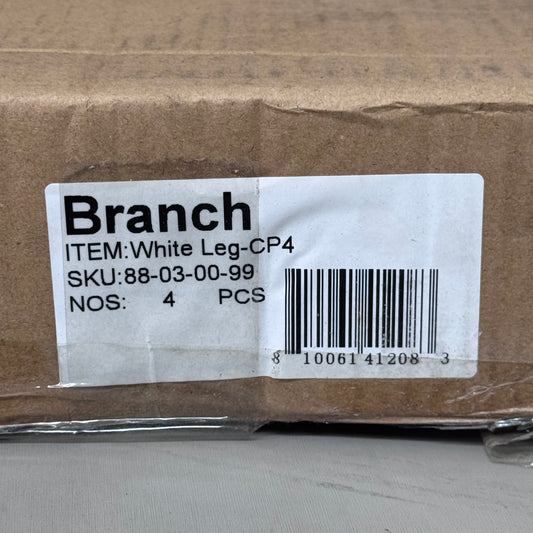 Branch
ITEM:White Leg-CP4
SKU:88-03-00-99
NOS: 4 PCS
8 10061 41208 3